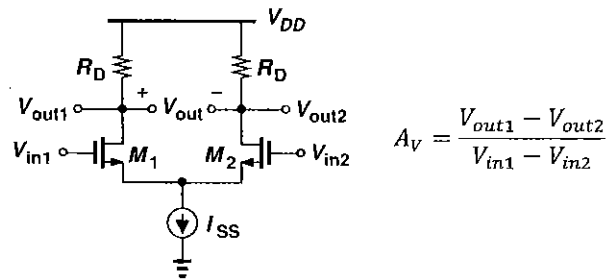 V_DD
R_D R_D
V_out1 + V_out − V_out2
V_in1 M_1 M_2 V_in2
I_SS
A_V = (V_out1 − V_out2) / (V_in1 − V_in2)